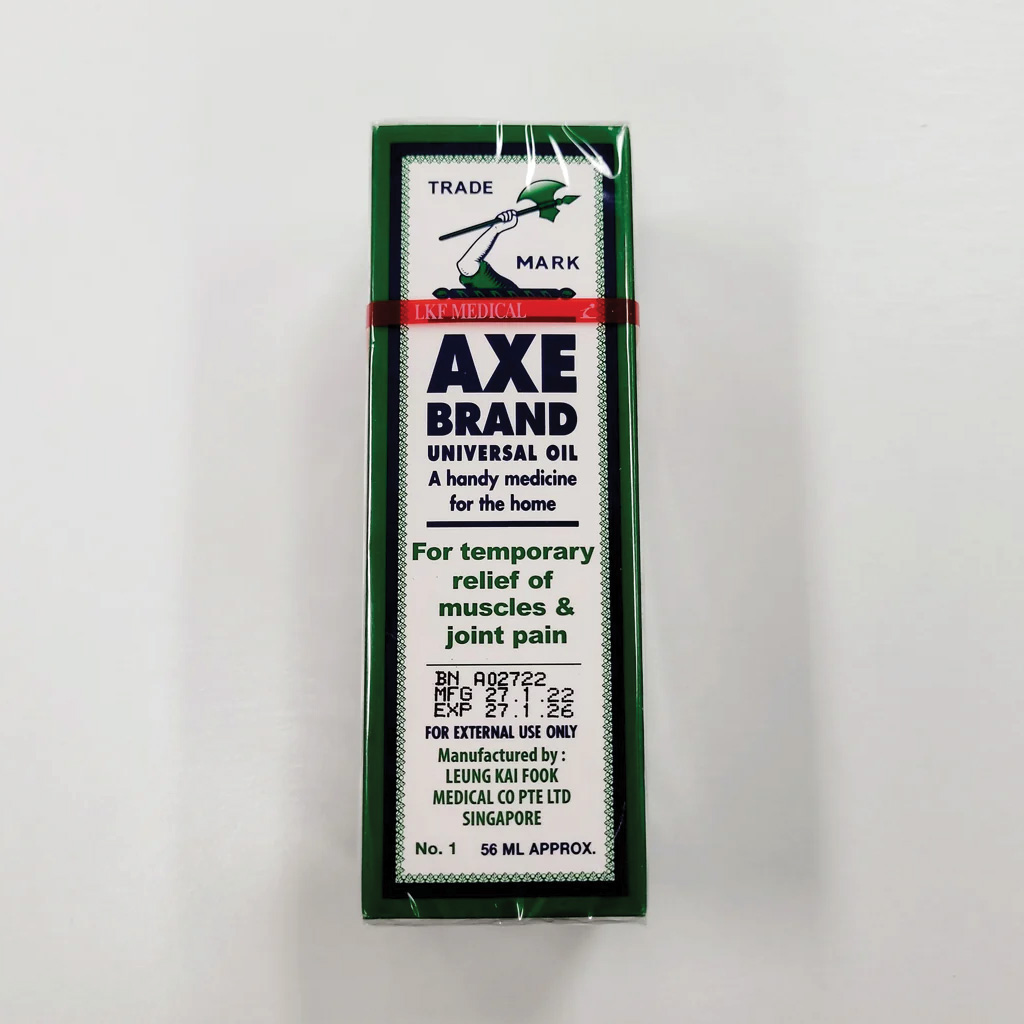 TRADE
MARK
LKF MEDICAL
AXE
BRAND
UNIVERSAL OIL
A handy medicine
for the home
For temporary
relief of
muscles &
joint pain
BN A02722
MFG 27.1.22
EXP 27.1.26
FOR EXTERNAL USE ONLY
Manufactured by :
LEUNG KAI FOOK
MEDICAL CO PTE LTD
SINGAPORE
No. 1 56 ML APPROX.